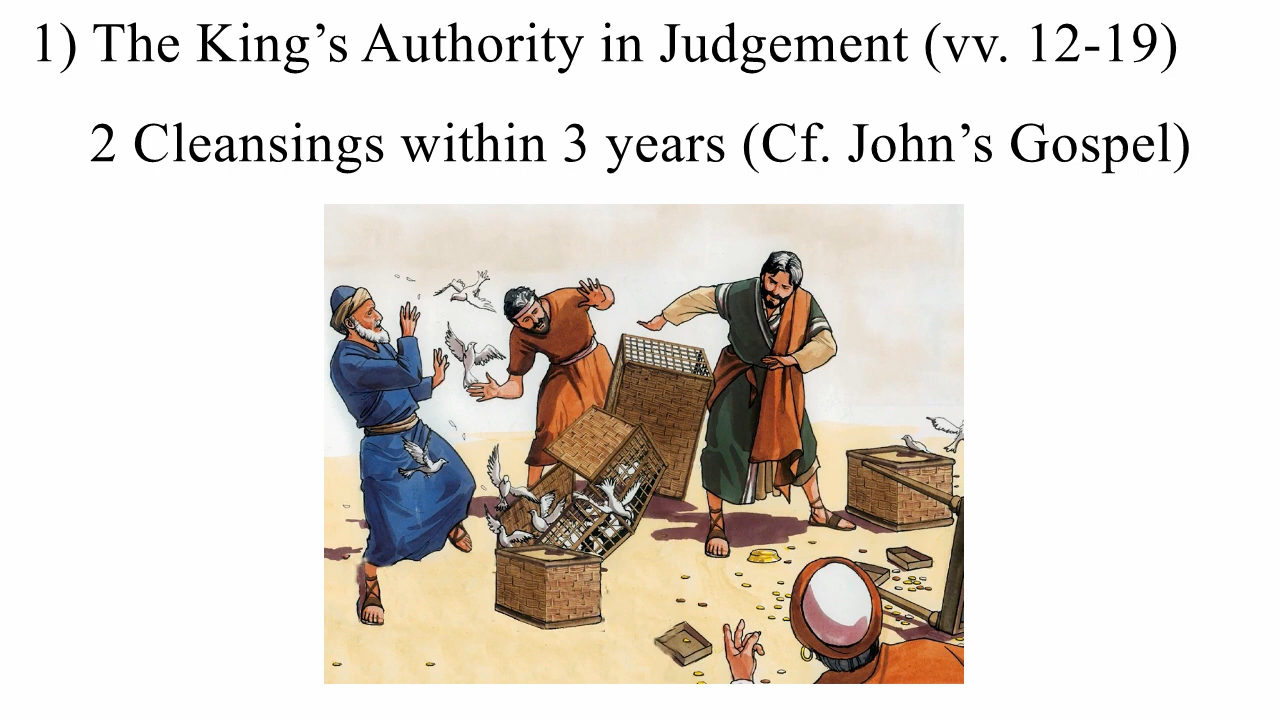 1) The King’s Authority in Judgement (vv. 12-19)
2 Cleansings within 3 years (Cf. John’s Gospel)